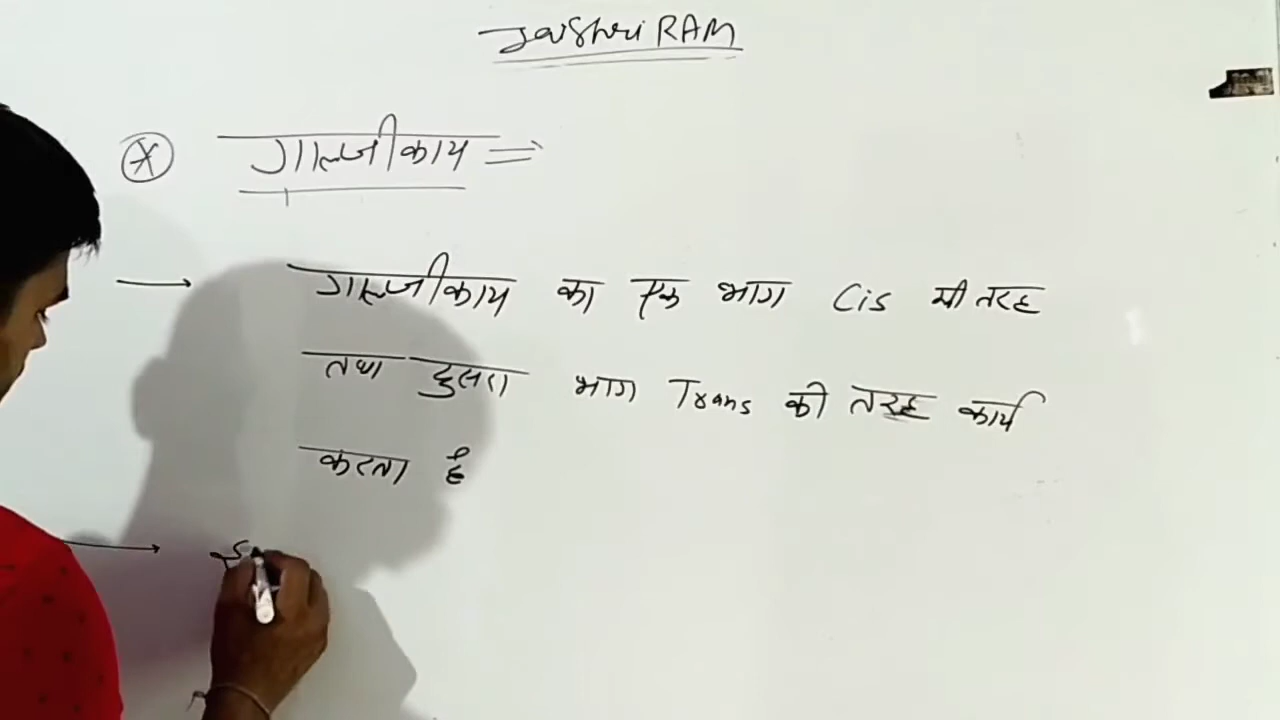 Jaishri RAM
गाल्जीकाय ⇒
→ गाल्जीकाय का एक भाग Cis की तरह
तथा दुसरा भाग Trans की तरह कार्य
करता है